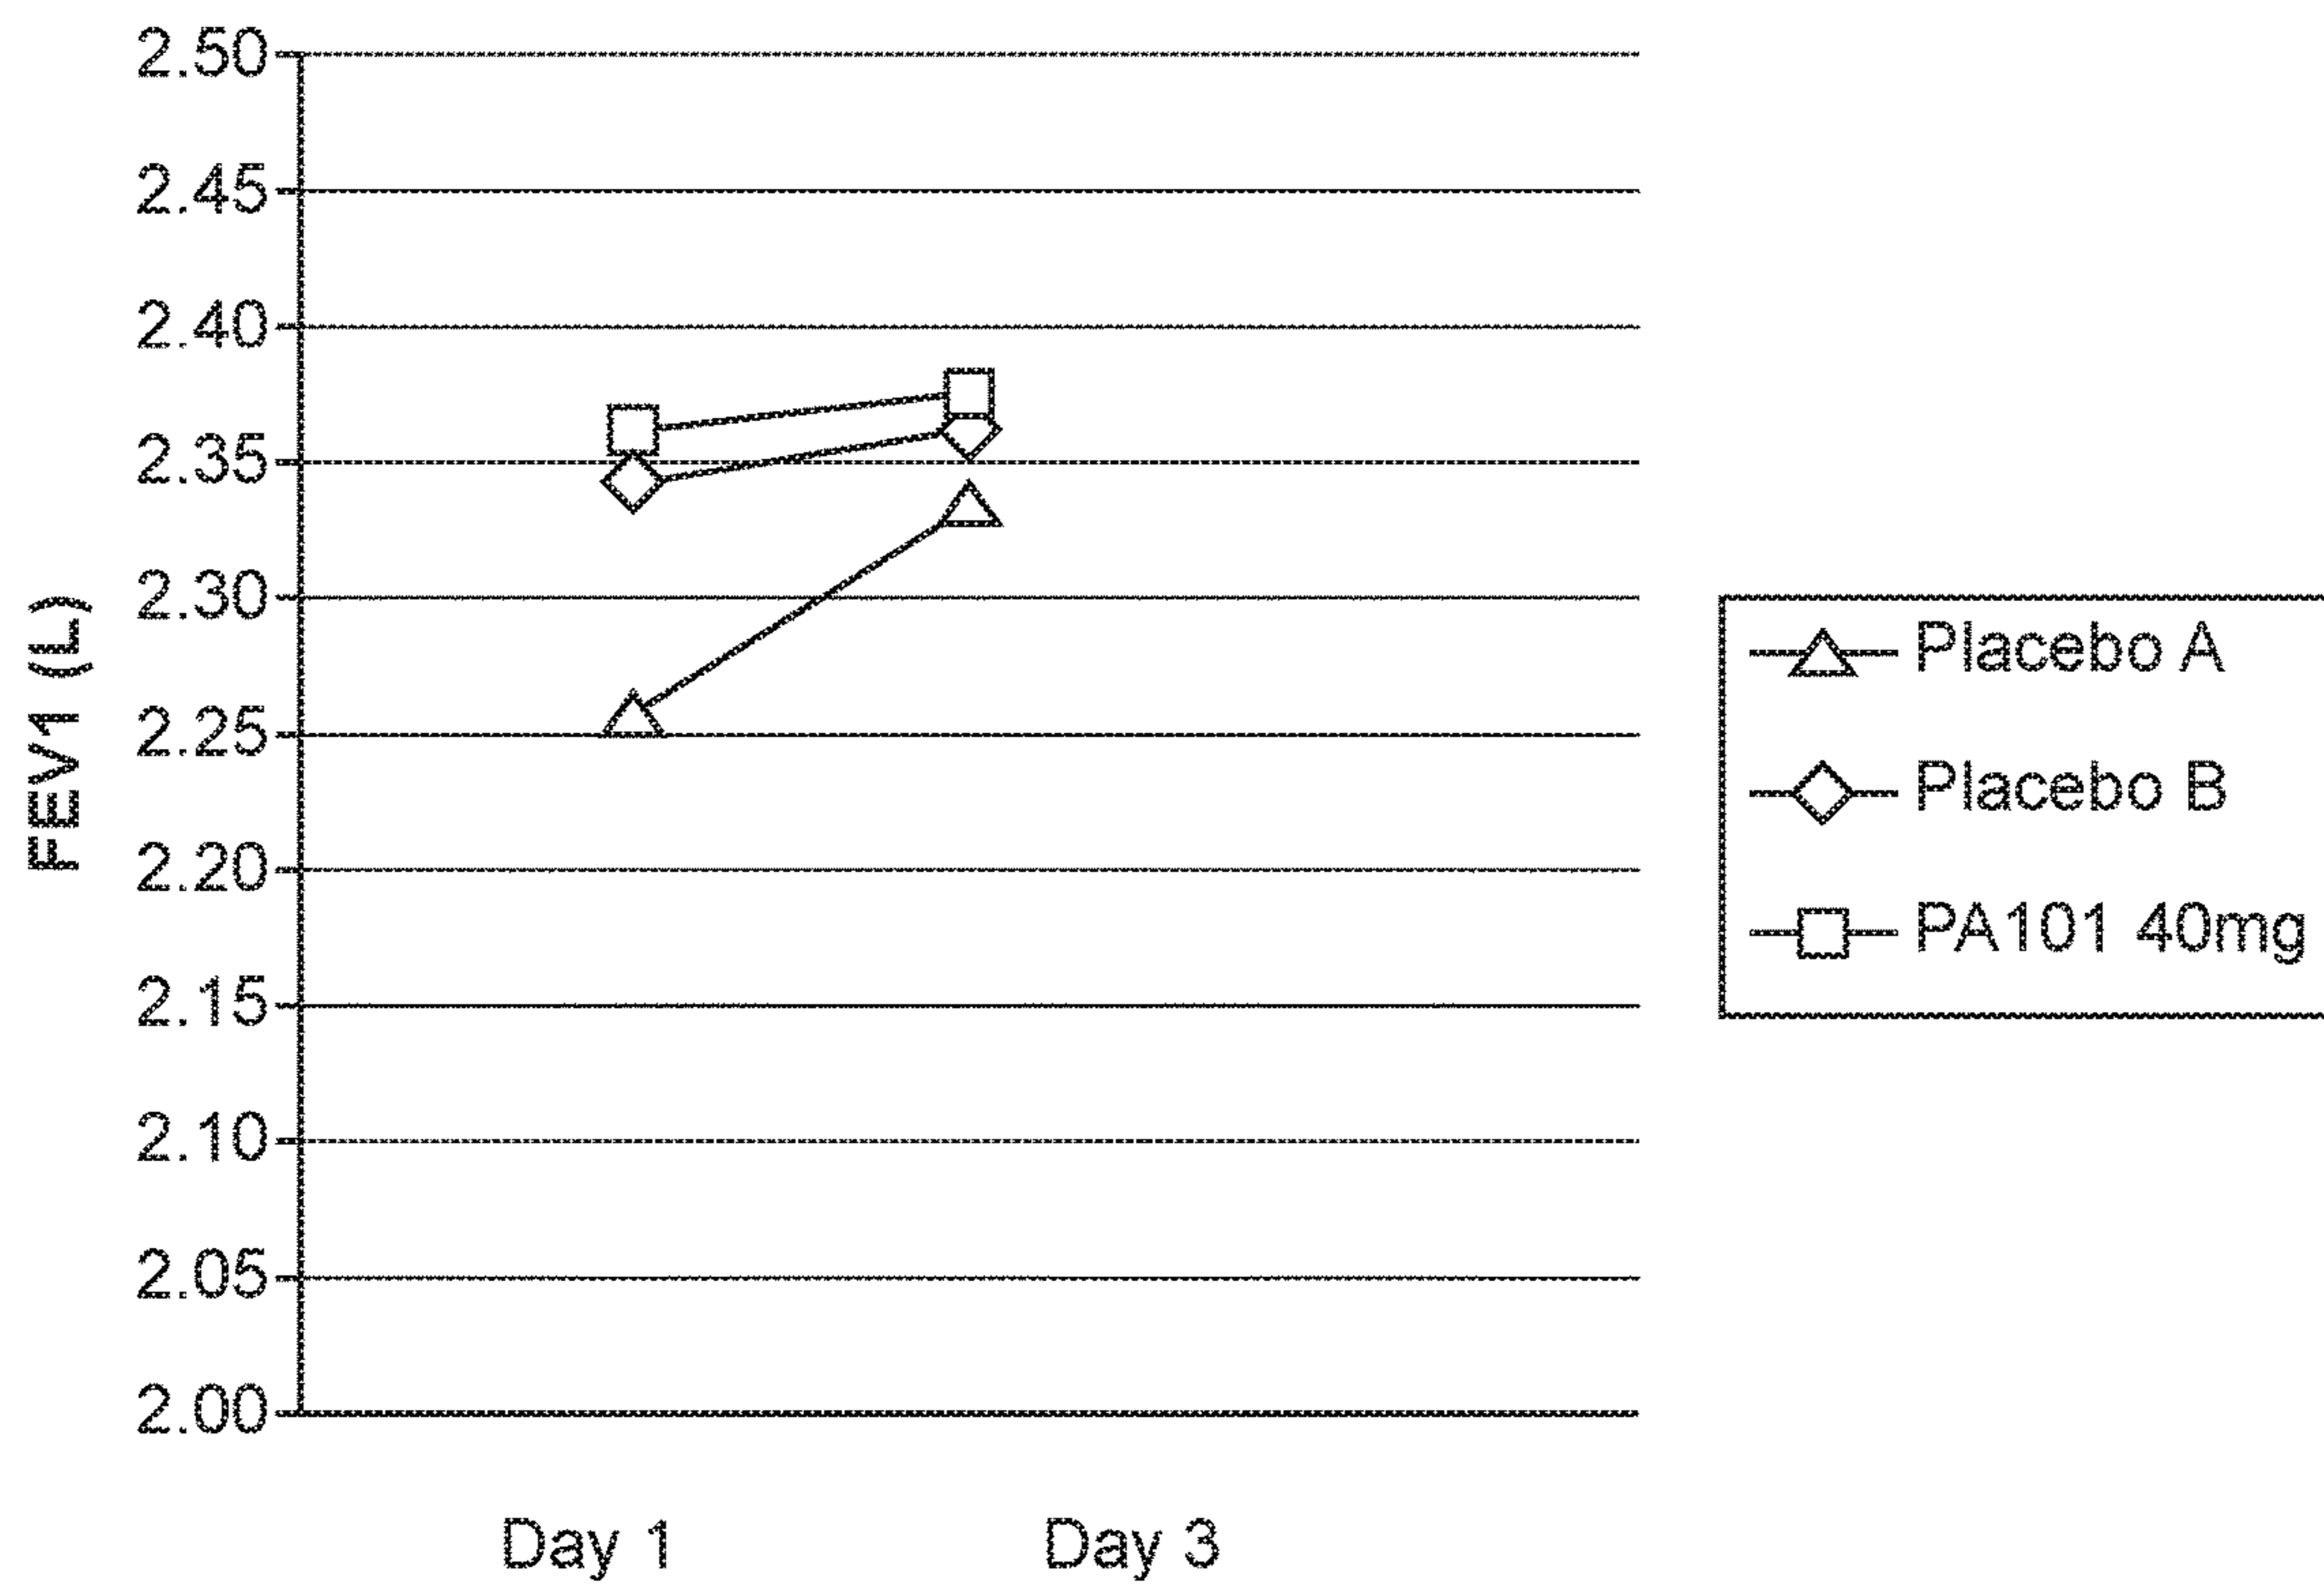 2.50
2.45
2.40
2.35
2.30
2.25
2.20
2.15
2.10
2.05
2.00
FEV1 (L)
Day 1
Day 3
Placebo A
Placebo B
PA101 40mg